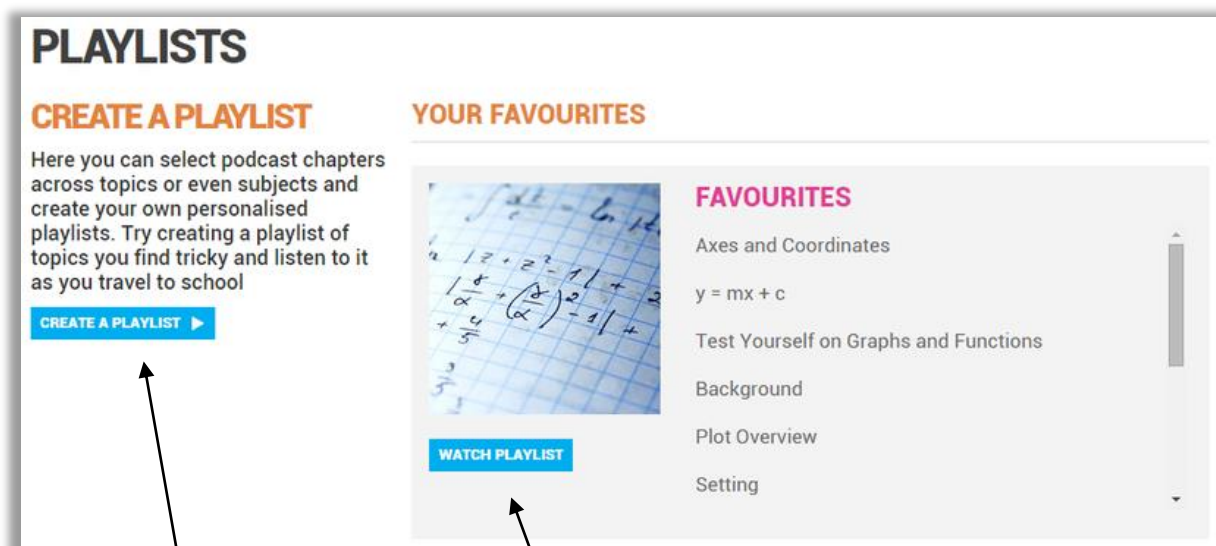 PLAYLISTS
CREATE A PLAYLIST
Here you can select podcast chapters
across topics or even subjects and
create your own personalised
playlists. Try creating a playlist of
topics you find tricky and listen to it
as you travel to school
CREATE A PLAYLIST
YOUR FAVOURITES
WATCH PLAYLIST
FAVOURITES
Axes and Coordinates
y = mx + c
Test Yourself on Graphs and Functions
Background
Plot Overview
Setting